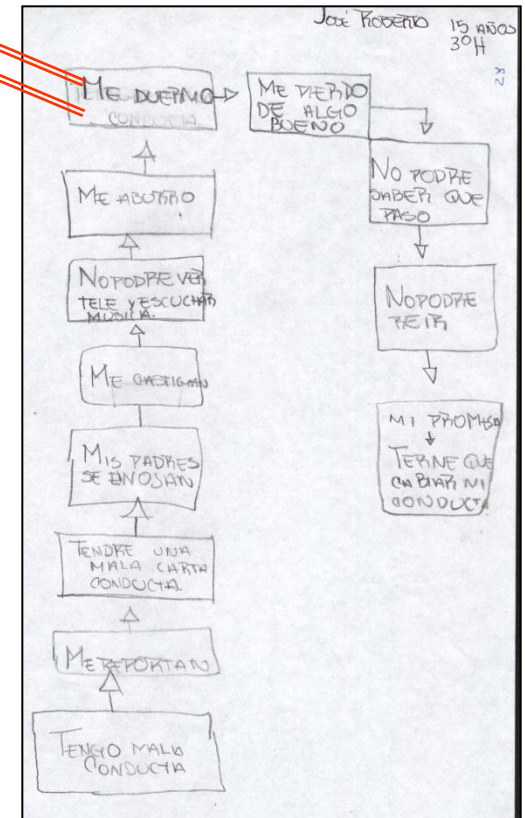 José Roberto 15 años
3º H
ME DUERMO
CONDUCTA.
ME PIERDO
DE ALGO
BUENO
NO PODRE
SABER QUE
PASO
ME ABURRO
NO PODRE VER
TELE Y ESCUCHAR
MUSICA.
NO PODRE
REIR
ME CASTIGAN
MI PROMESA
TERNE QUE
CABIAR MI
CONDUCTA
MIS PADRES
SE ENOJAN
TENDRE UNA
MALA CARTA
CONDUCTA.
ME REPORTAN
TENGO MALA
CONDUCTA